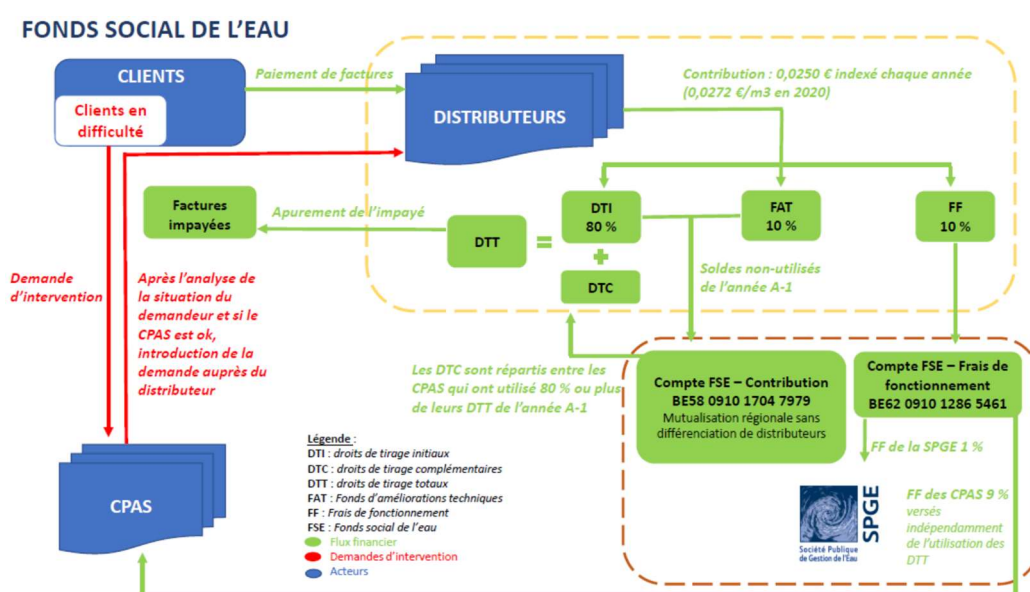 FONDS SOCIAL DE L'EAU
CLIENTS
Clients en
difficulté
Paiement de factures
DISTRIBUTEURS
Contribution : 0,0250 € indexé chaque année
(0,0272 €/m3 en 2020)
Factures
impayées
Apurement de l'impayé
DTT
=
DTI
80 %
+
DTC
FAT
10 %
FF
10 %
Soldes non-utilisés
de l'année A-1
Demande
d'intervention
Après l'analyse de
la situation du
demandeur et si le
CPAS est ok,
introduction de la
demande auprès du
distributeur
Les DTC sont répartis entre les
CPAS qui ont utilisé 80 % ou plus
de leurs DTT de l'année A-1
Compte FSE – Contribution
BE58 0910 1704 7979
Mutualisation régionale sans
différenciation de distributeurs
Compte FSE – Frais de
fonctionnement
BE62 0910 1286 5461
FF de la SPGE 1 %
FF des CPAS 9 %
versés
indépendamment
de l'utilisation des
DTT
SPGE
Société Publique
de Gestion de l'Eau
CPAS
Légende :
DTI : droits de tirage initiaux
DTC : droits de tirage complémentaires
DTT : droits de tirage totaux
FAT : Fonds d'améliorations techniques
FF : Frais de fonctionnement
FSE : Fonds social de l'eau
Flux financier
Demandes d'intervention
Acteurs